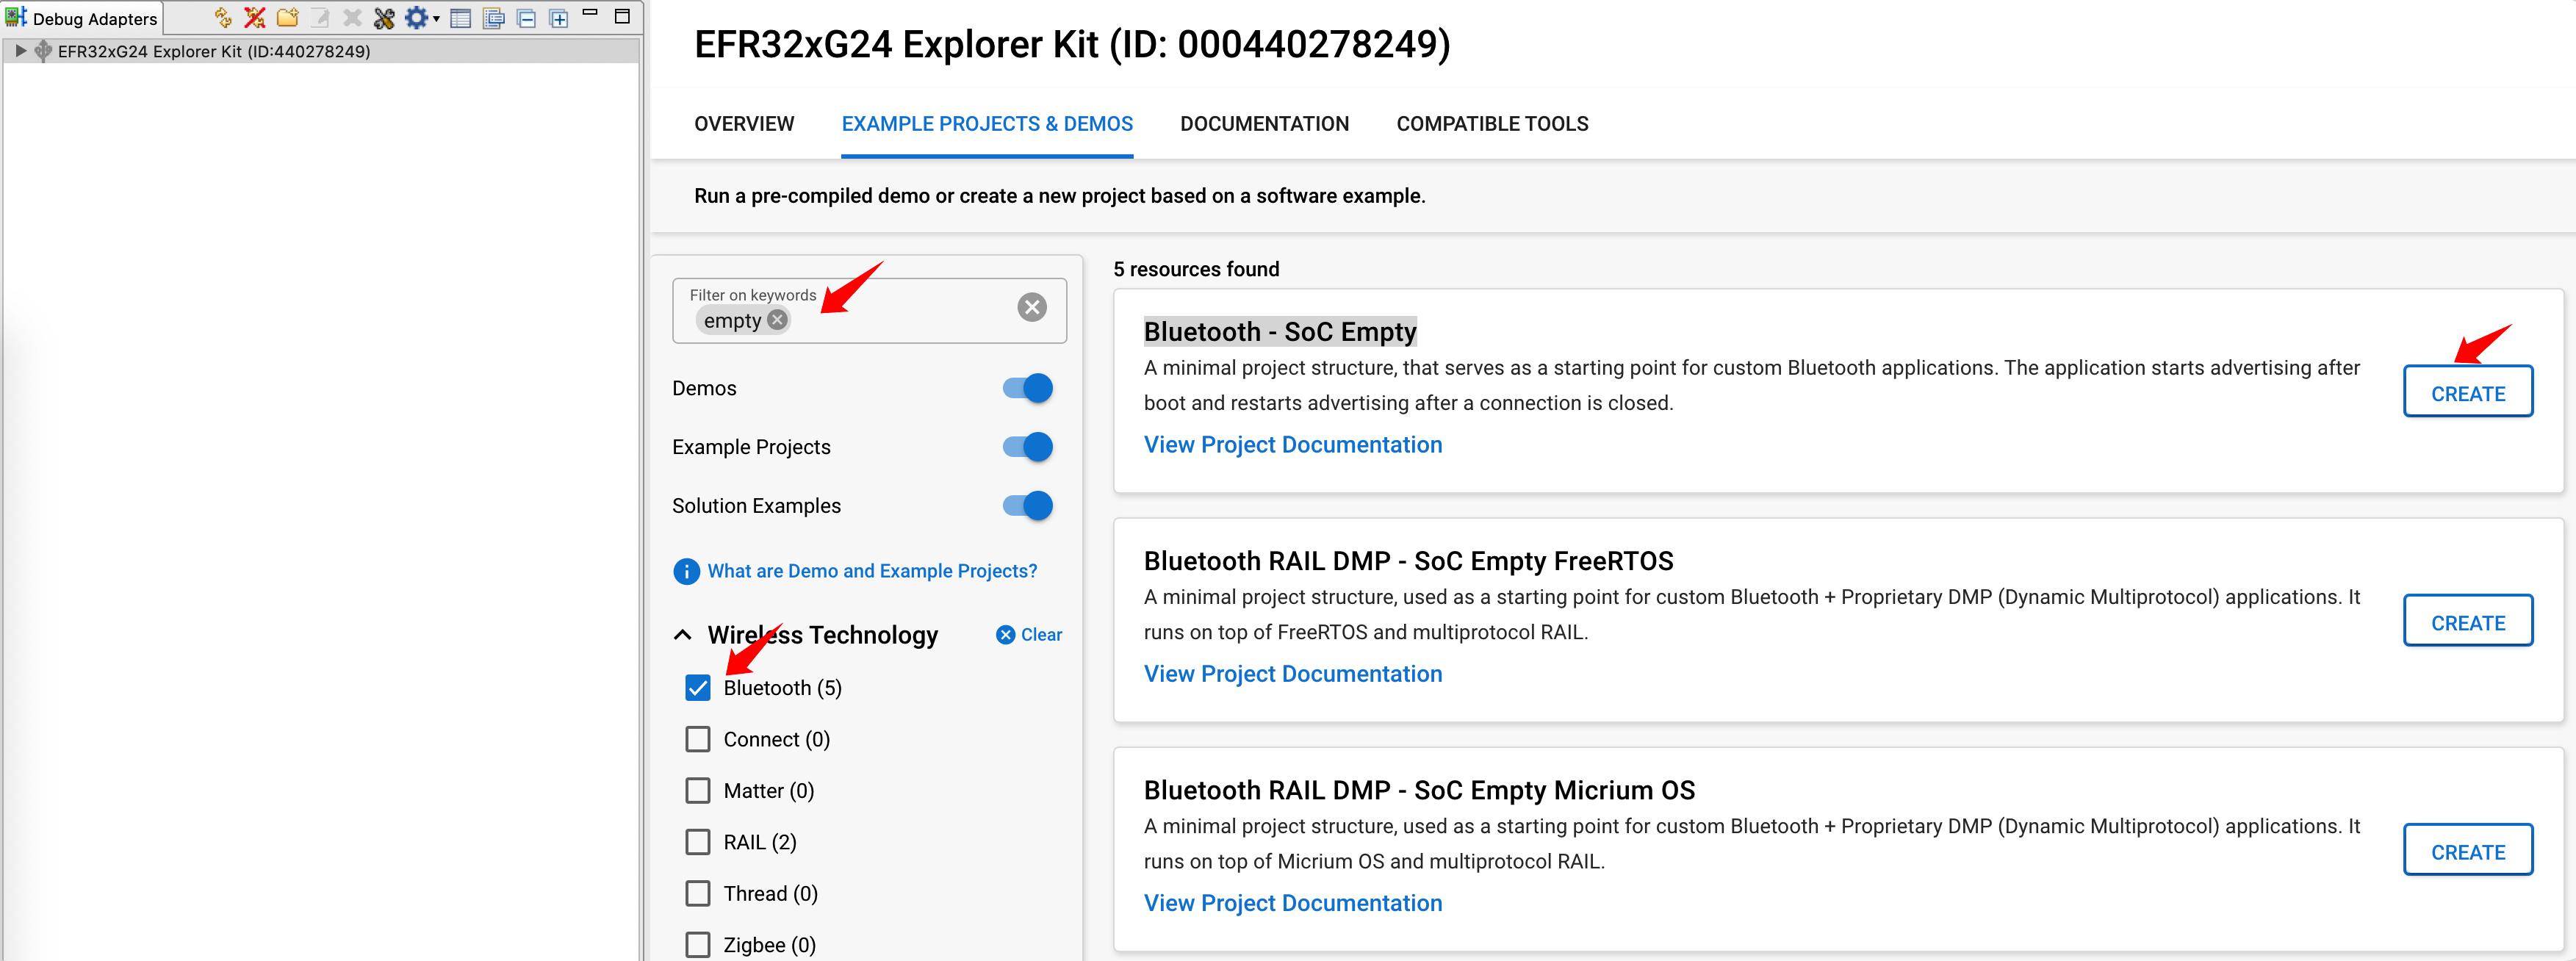 Debug Adapters
EFR32xG24 Explorer Kit (ID:440278249)
EFR32xG24 Explorer Kit (ID: 000440278249)
OVERVIEW
EXAMPLE PROJECTS & DEMOS
DOCUMENTATION
COMPATIBLE TOOLS
Run a pre-compiled demo or create a new project based on a software example.
Filter on keywords
empty
Demos
Example Projects
Solution Examples
What are Demo and Example Projects?
Wireless Technology
Clear
Bluetooth (5)
Connect (0)
Matter (0)
RAIL (2)
Thread (0)
Zigbee (0)
5 resources found
Bluetooth - SoC Empty
A minimal project structure, that serves as a starting point for custom Bluetooth applications. The application starts advertising after
boot and restarts advertising after a connection is closed.
View Project Documentation
CREATE
Bluetooth RAIL DMP - SoC Empty FreeRTOS
A minimal project structure, used as a starting point for custom Bluetooth + Proprietary DMP (Dynamic Multiprotocol) applications. It
runs on top of FreeRTOS and multiprotocol RAIL.
View Project Documentation
CREATE
Bluetooth RAIL DMP - SoC Empty Micrium OS
A minimal project structure, used as a starting point for custom Bluetooth + Proprietary DMP (Dynamic Multiprotocol) applications. It
runs on top of Micrium OS and multiprotocol RAIL.
View Project Documentation
CREATE